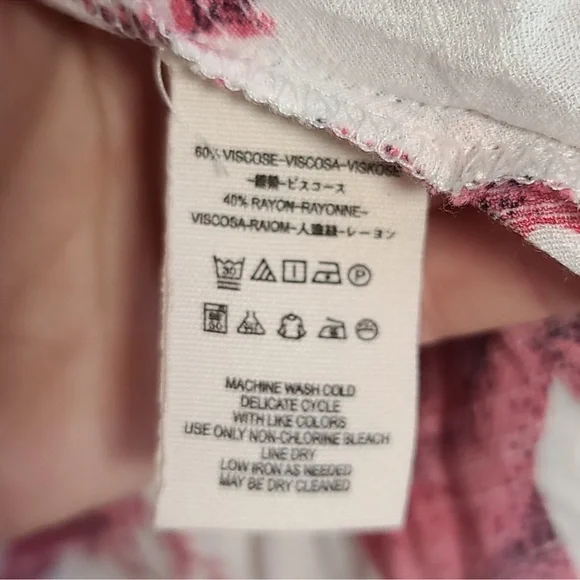 60% VISCOSE-VISCOSA-VISKOSE
ビスコース
40% RAYON-RAYONNE-
VISCOSA-RAIOM-人造絲-レーヨン
30
MACHINE WASH COLD
DELICATE CYCLE
WITH LIKE COLORS
USE ONLY NON-CHLORINE BLEACH
LINE DRY
LOW IRON AS NEEDED
MAY BE DRY CLEANED